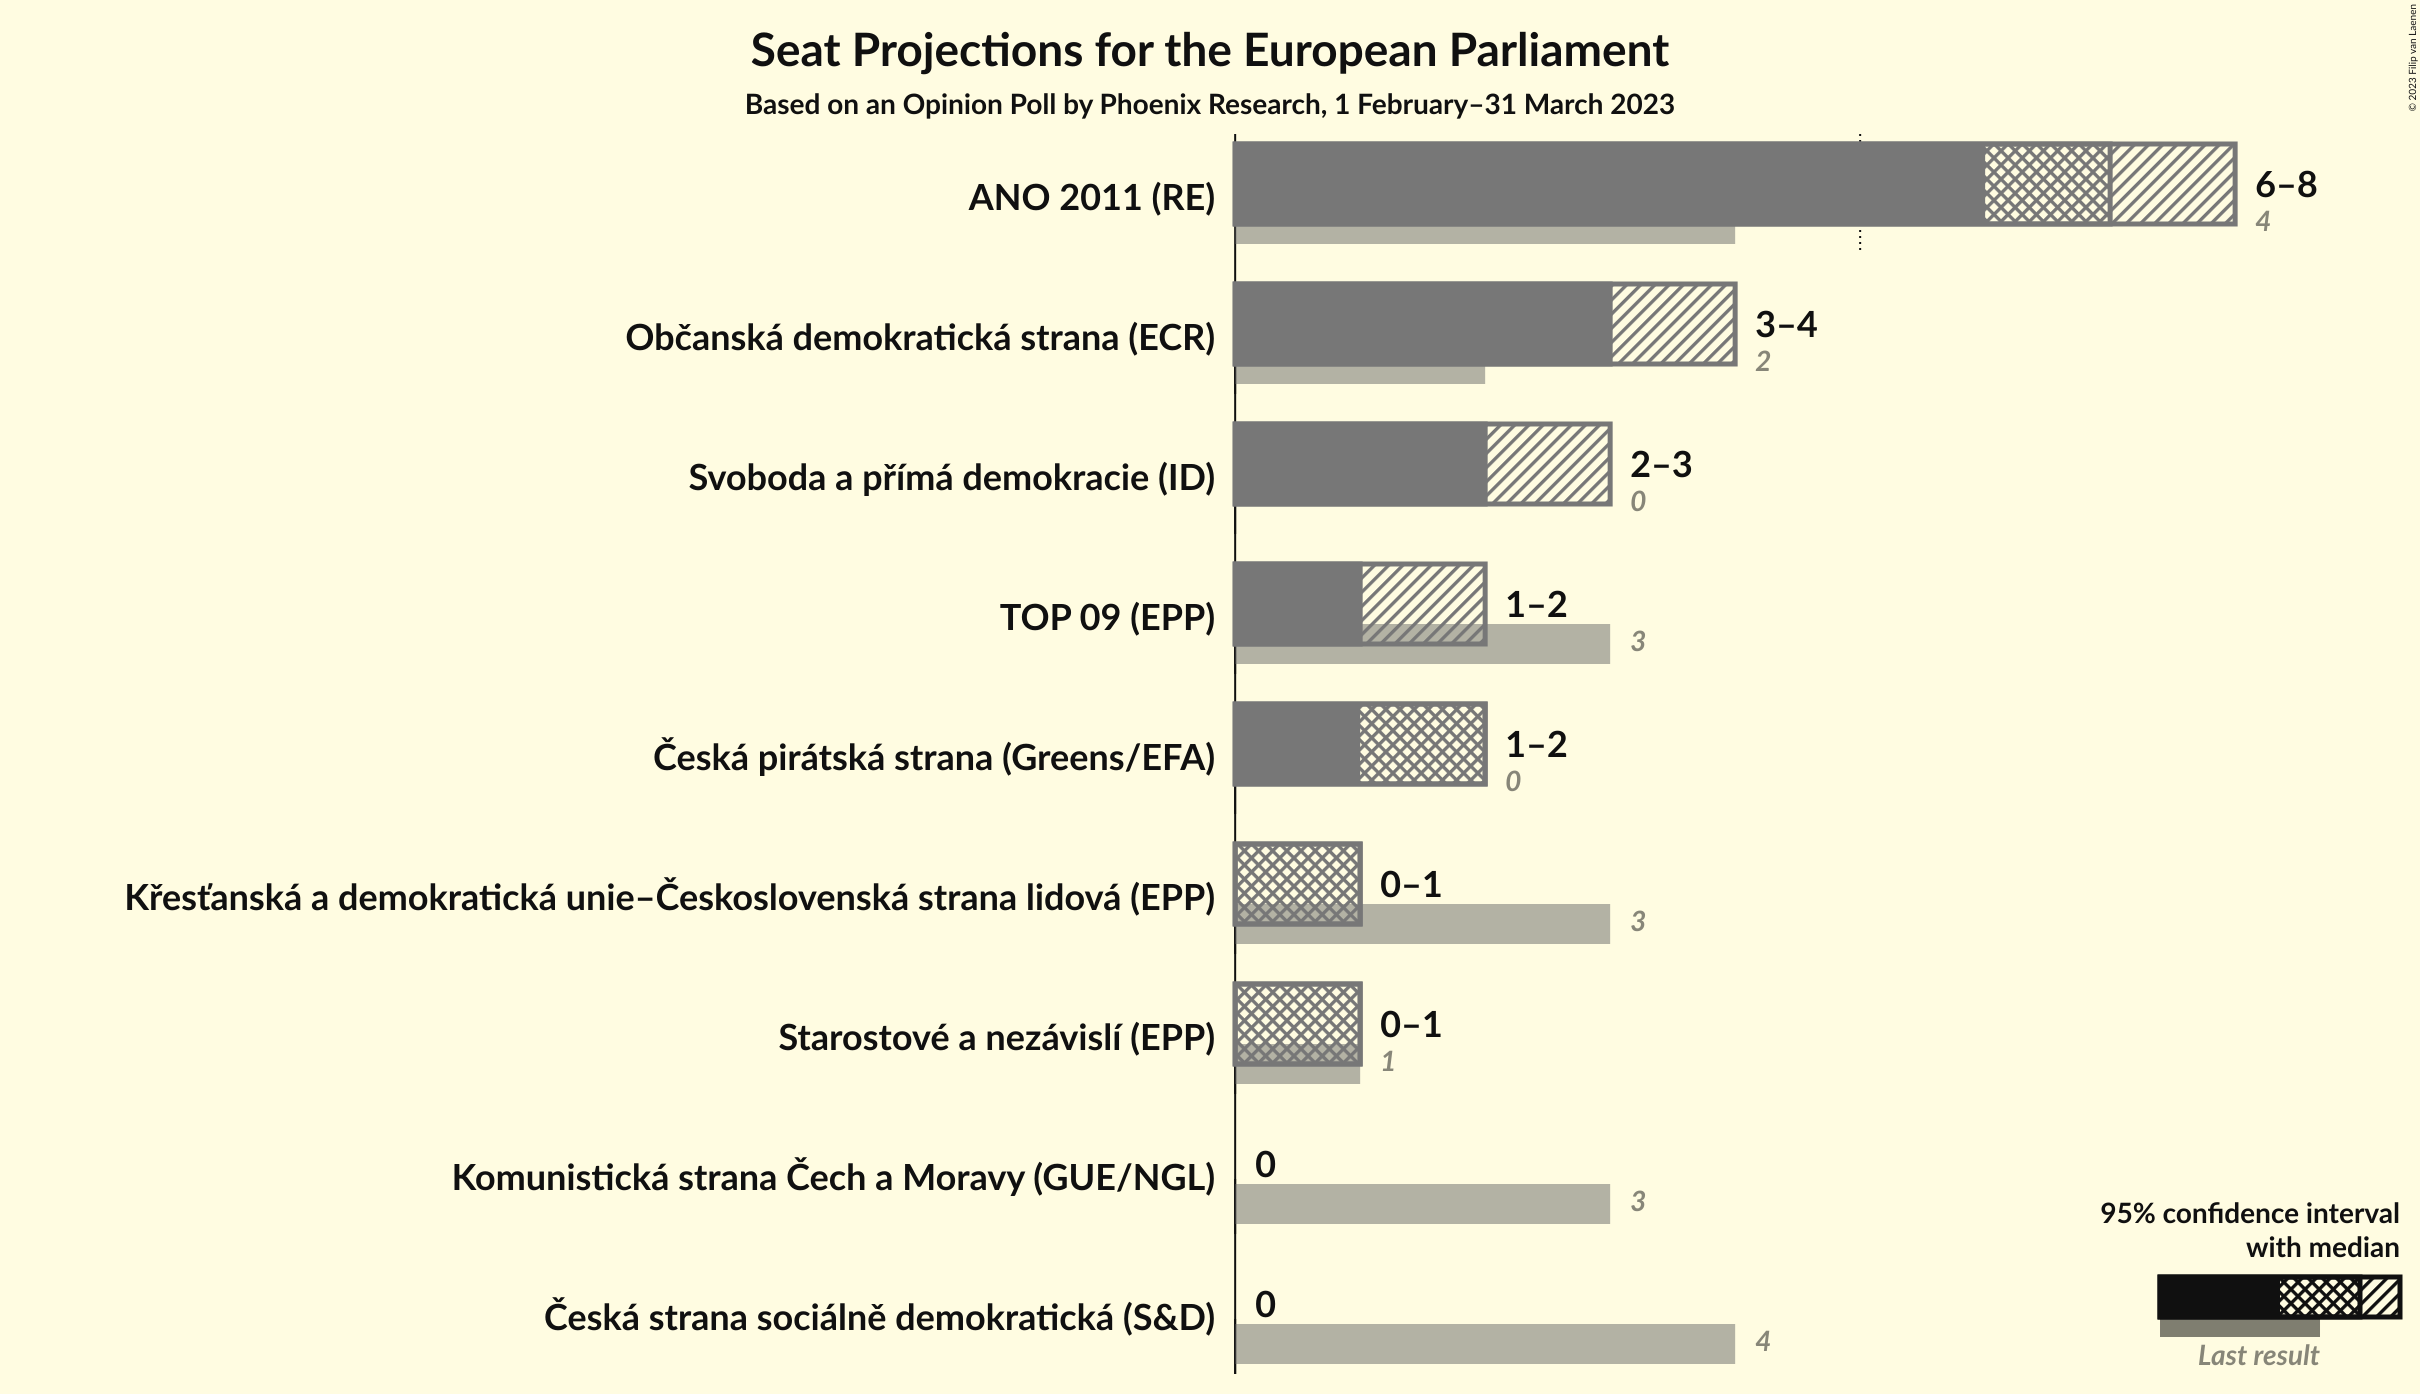 Seat Projections for the European Parliament
Based on an Opinion Poll by Phoenix Research, 1 February–31 March 2023
© 2023 Filip van Laenen
ANO 2011 (RE)
6–8
4
Občanská demokratická strana (ECR)
3–4
2
Svoboda a přímá demokracie (ID)
2–3
0
TOP 09 (EPP)
1–2
3
Česká pirátská strana (Greens/EFA)
1–2
0
Křesťanská a demokratická unie–Československá strana lidová (EPP)
0–1
3
Starostové a nezávislí (EPP)
0–1
1
Komunistická strana Čech a Moravy (GUE/NGL)
0
3
Česká strana sociálně demokratická (S&D)
0
4
95% confidence interval
with median
Last result